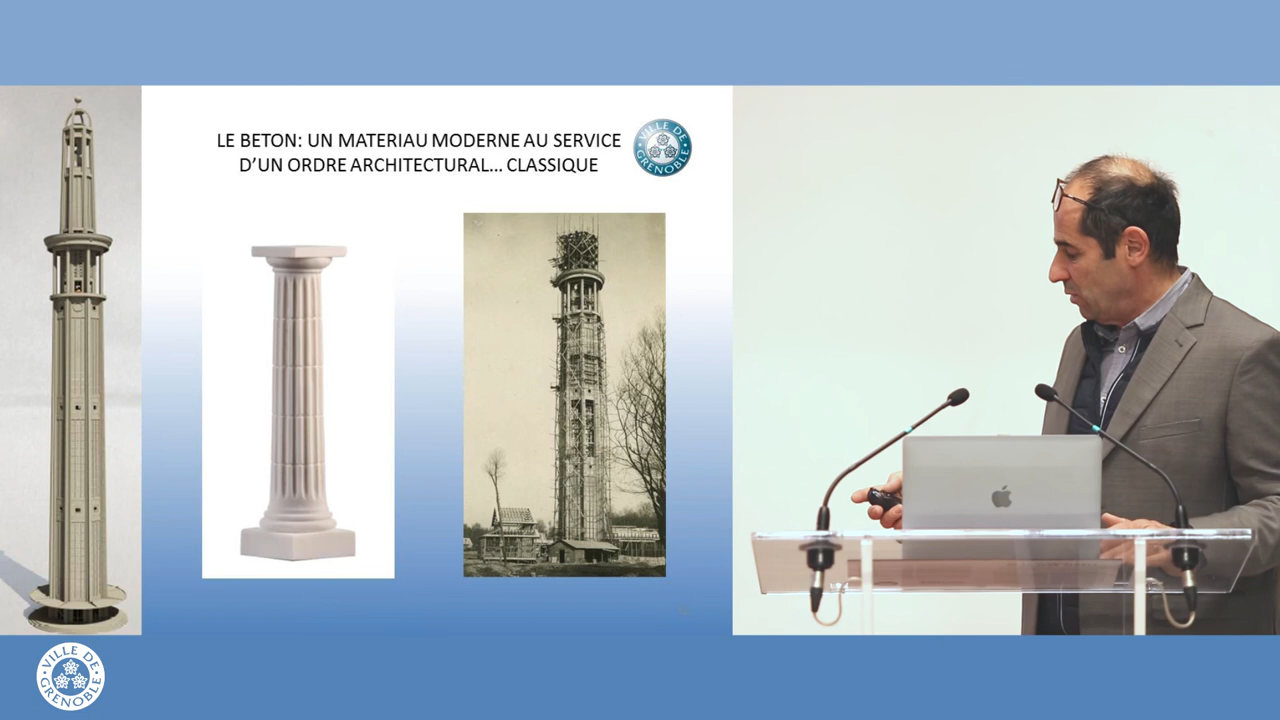 LE BETON: UN MATERIAU MODERNE AU SERVICE
D'UN ORDRE ARCHITECTURAL... CLASSIQUE
VILLE DE
GRENOBLE
VILLE DE
GRENOBLE